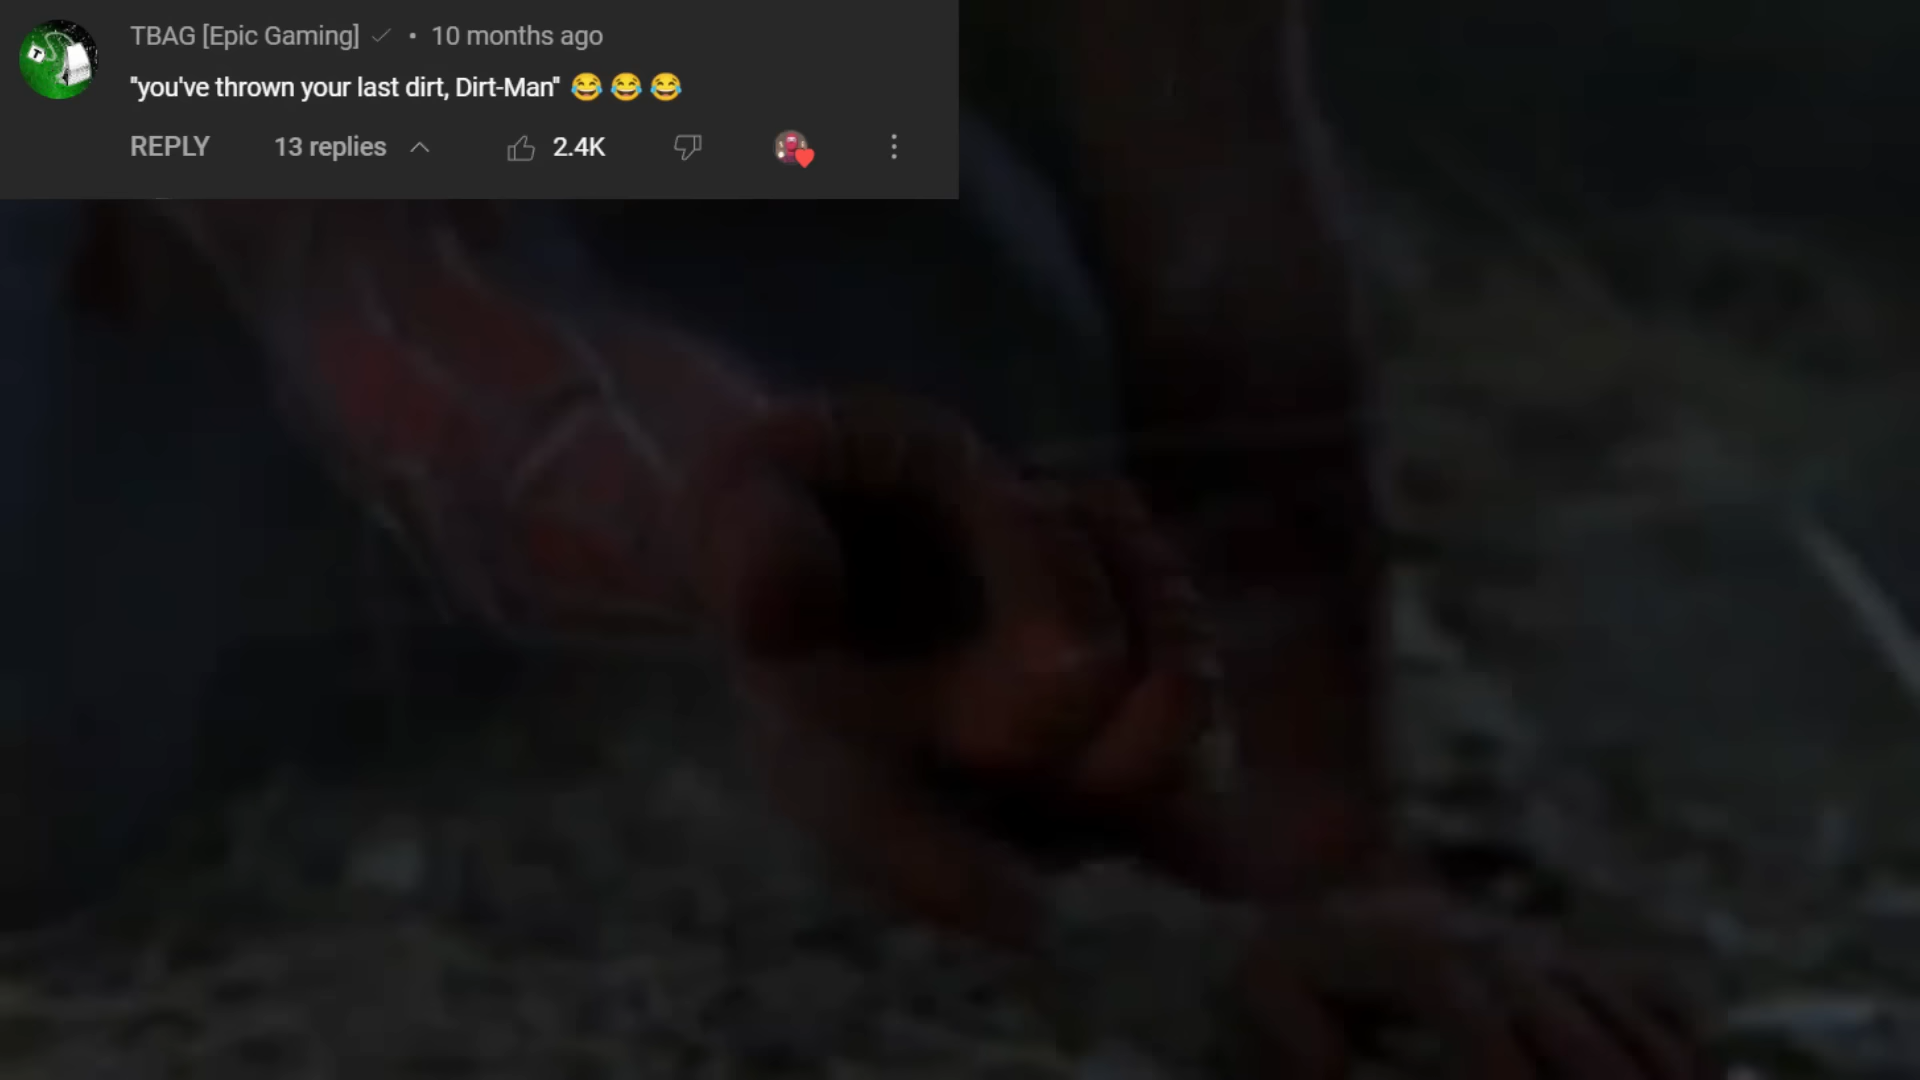 TBAG [Epic Gaming] ✓ • 10 months ago
"you've thrown your last dirt, Dirt-Man" 😂 😂 😂
REPLY 13 replies 2.4K